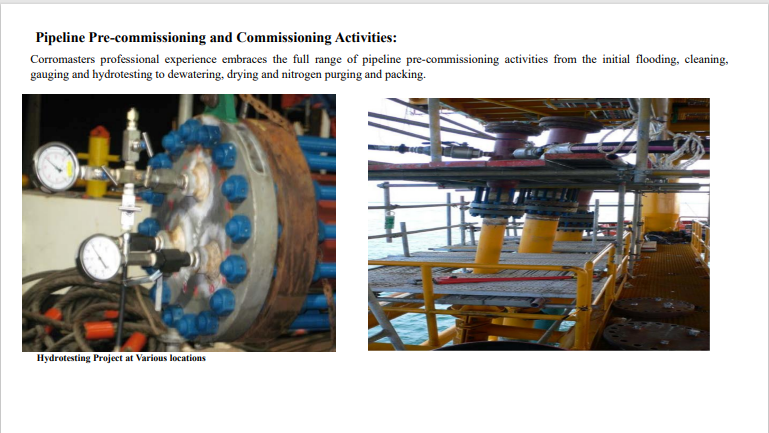 Pipeline Pre-commissioning and Commissioning Activities:
Corromasters professional experience embraces the full range of pipeline pre-commissioning activities from the initial flooding, cleaning,
gauging and hydrotesting to dewatering, drying and nitrogen purging and packing.
Hydrotesting Project at Various locations